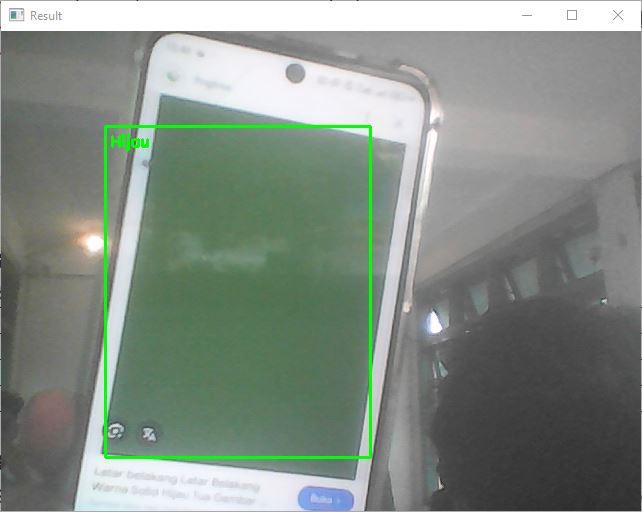 Result
Hijau
Latar belakang Latar Belakang
Warna Solid Hijau Tua Gambar
Buka >